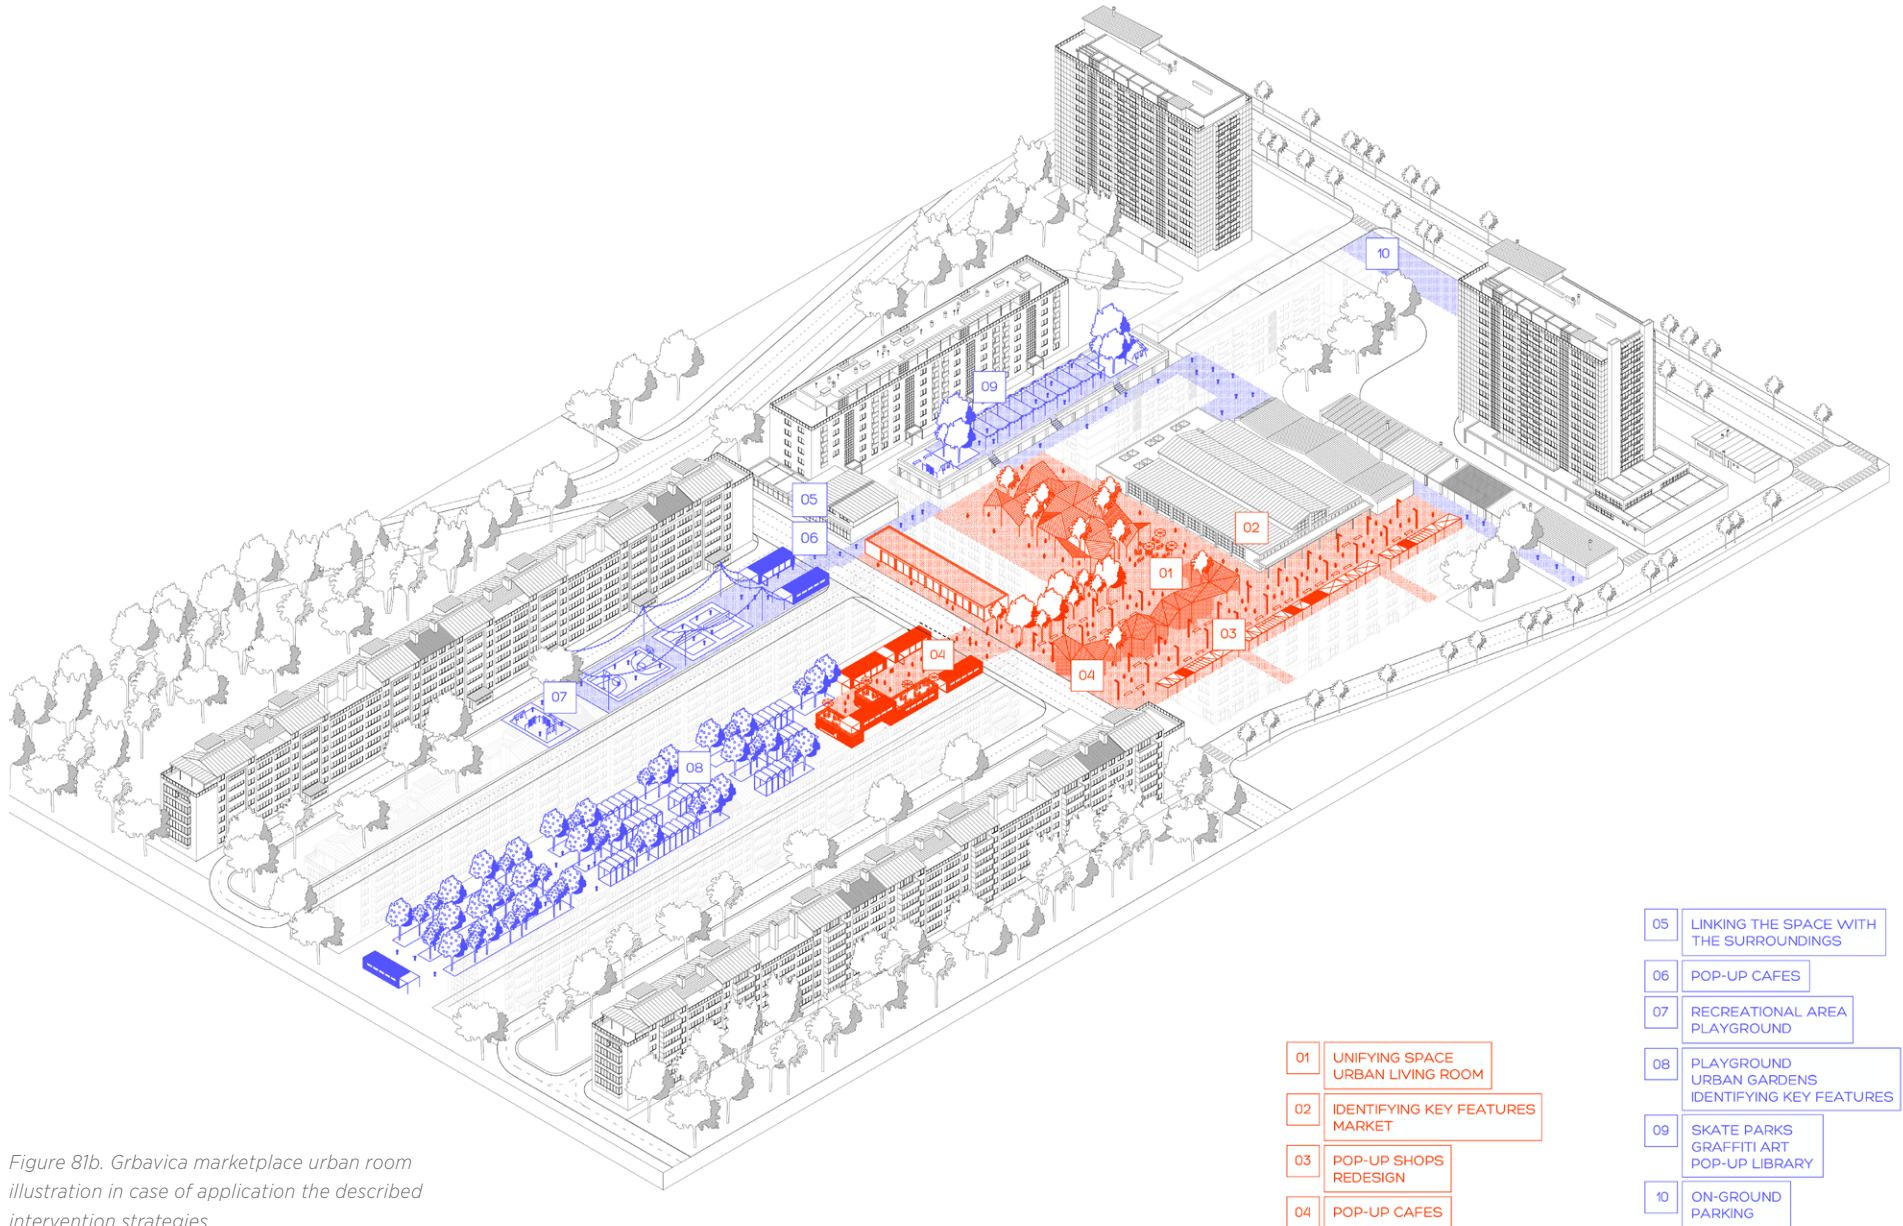 10
09
05
06
02
01
03
04
04
07
08
05 LINKING THE SPACE WITH
THE SURROUNDINGS
06 POP-UP CAFES
07 RECREATIONAL AREA
PLAYGROUND
08 PLAYGROUND
URBAN GARDENS
IDENTIFYING KEY FEATURES
09 SKATE PARKS
GRAFFITI ART
POP-UP LIBRARY
10 ON-GROUND
PARKING
01 UNIFYING SPACE
URBAN LIVING ROOM
02 IDENTIFYING KEY FEATURES
MARKET
03 POP-UP SHOPS
REDESIGN
04 POP-UP CAFES
Figure 81b. Grbavica marketplace urban room
illustration in case of application the described
intervention strategies